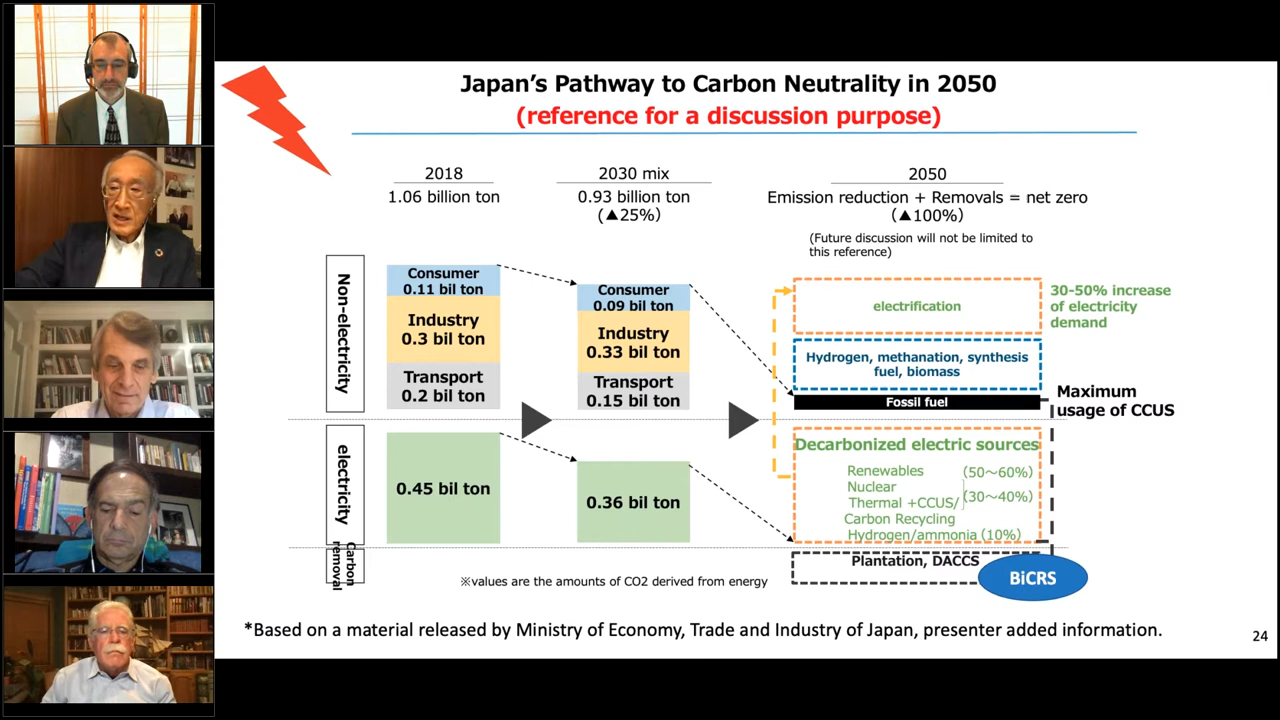 Japan's Pathway to Carbon Neutrality in 2050
(reference for a discussion purpose)
2018
1.06 billion ton
2030 mix
0.93 billion ton
(▲25%)
2050
Emission reduction + Removals = net zero
(▲100%)
(Future discussion will not be limited to
this reference)
Non-electricity
Consumer
0.11 bil ton
Industry
0.3 bil ton
Transport
0.2 bil ton
Consumer
0.09 bil ton
Industry
0.33 bil ton
Transport
0.15 bil ton
electrification
30-50% increase
of electricity
demand
Hydrogen, methanation, synthesis
fuel, biomass
Fossil fuel
Maximum
usage of CCUS
electricity
0.45 bil ton
0.36 bil ton
Decarbonized electric sources
Renewables (50~60%)
Nuclear
Thermal +CCUS/ (30~40%)
Carbon Recycling
Hydrogen/ammonia (10%)
Carbon
removal
Plantation, DACCS
BiCRS
※values are the amounts of CO2 derived from energy
*Based on a material released by Ministry of Economy, Trade and Industry of Japan, presenter added information.
24